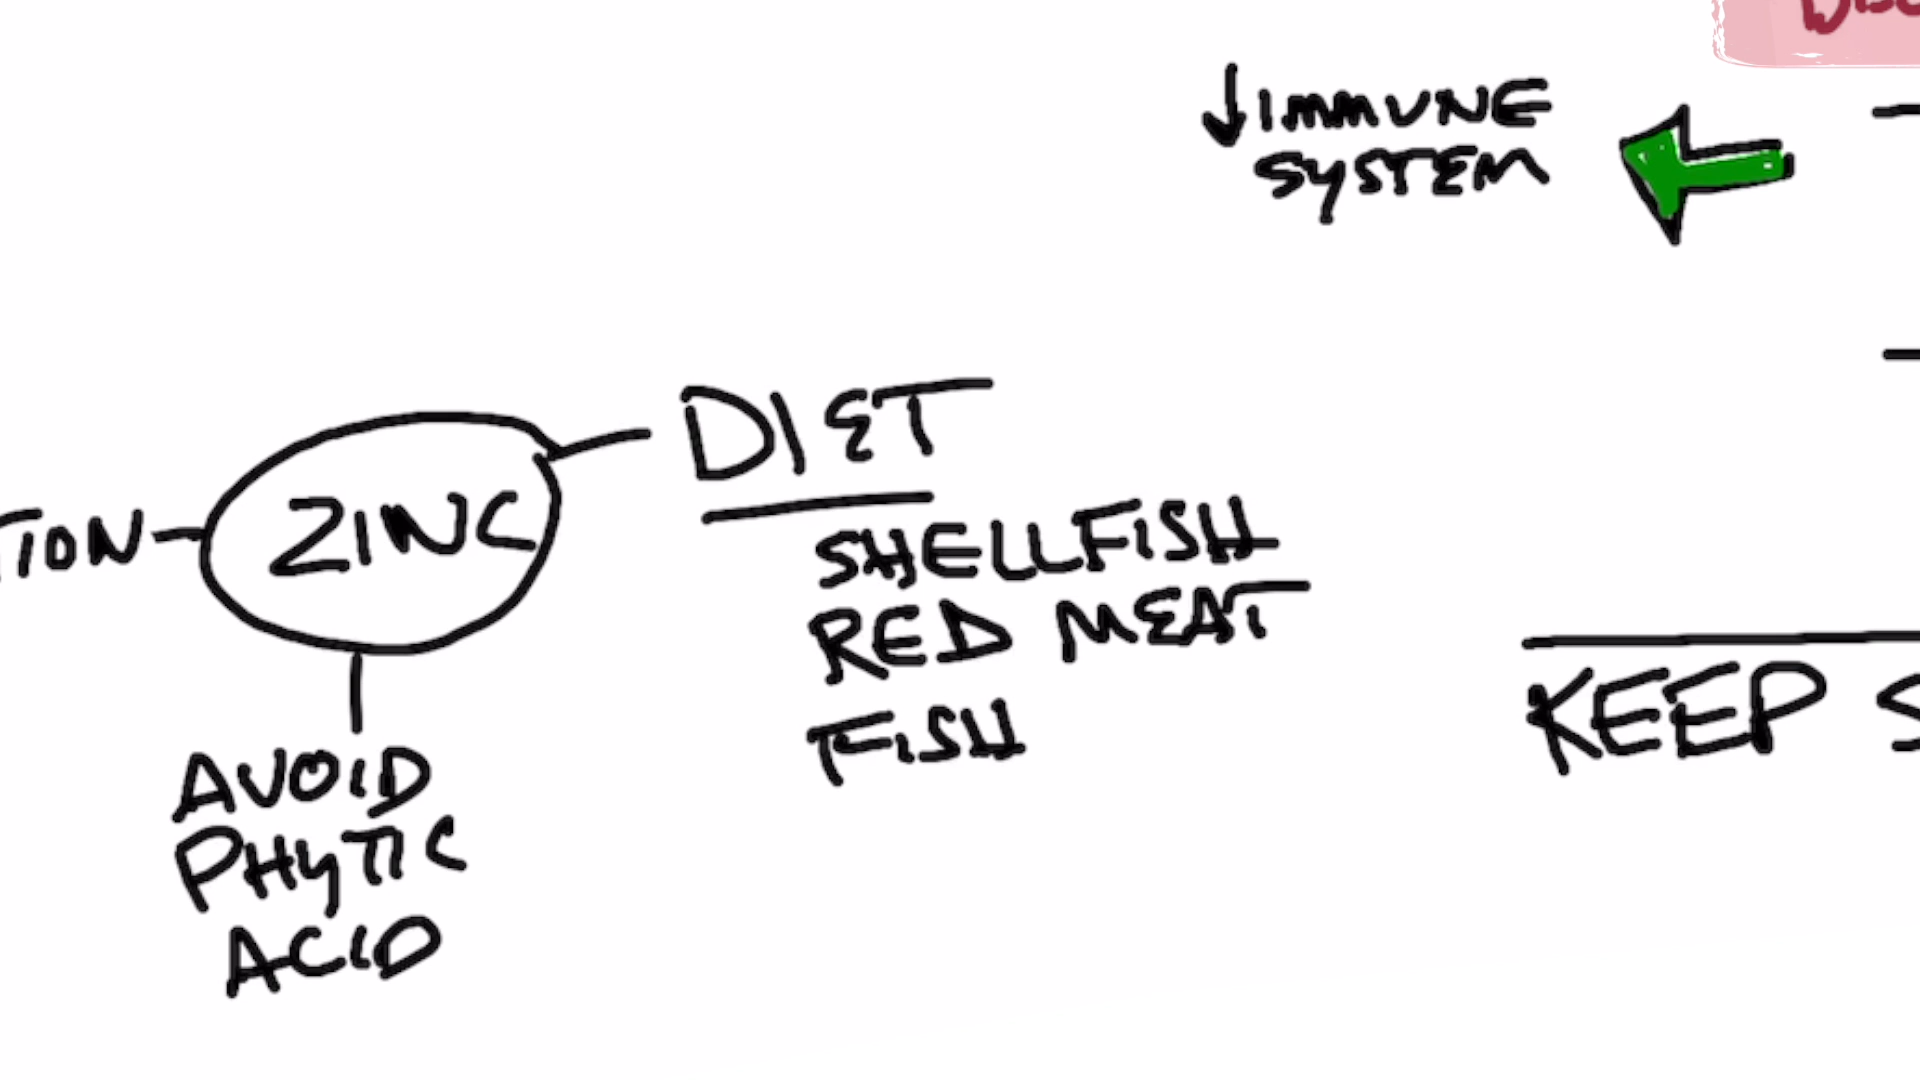 ↓ IMMUNE
SYSTEM
DIET
TION
ZINC
SHELLFISH
RED MEAT
FISH
KEEP S
AVOID
PHYTIC
ACID